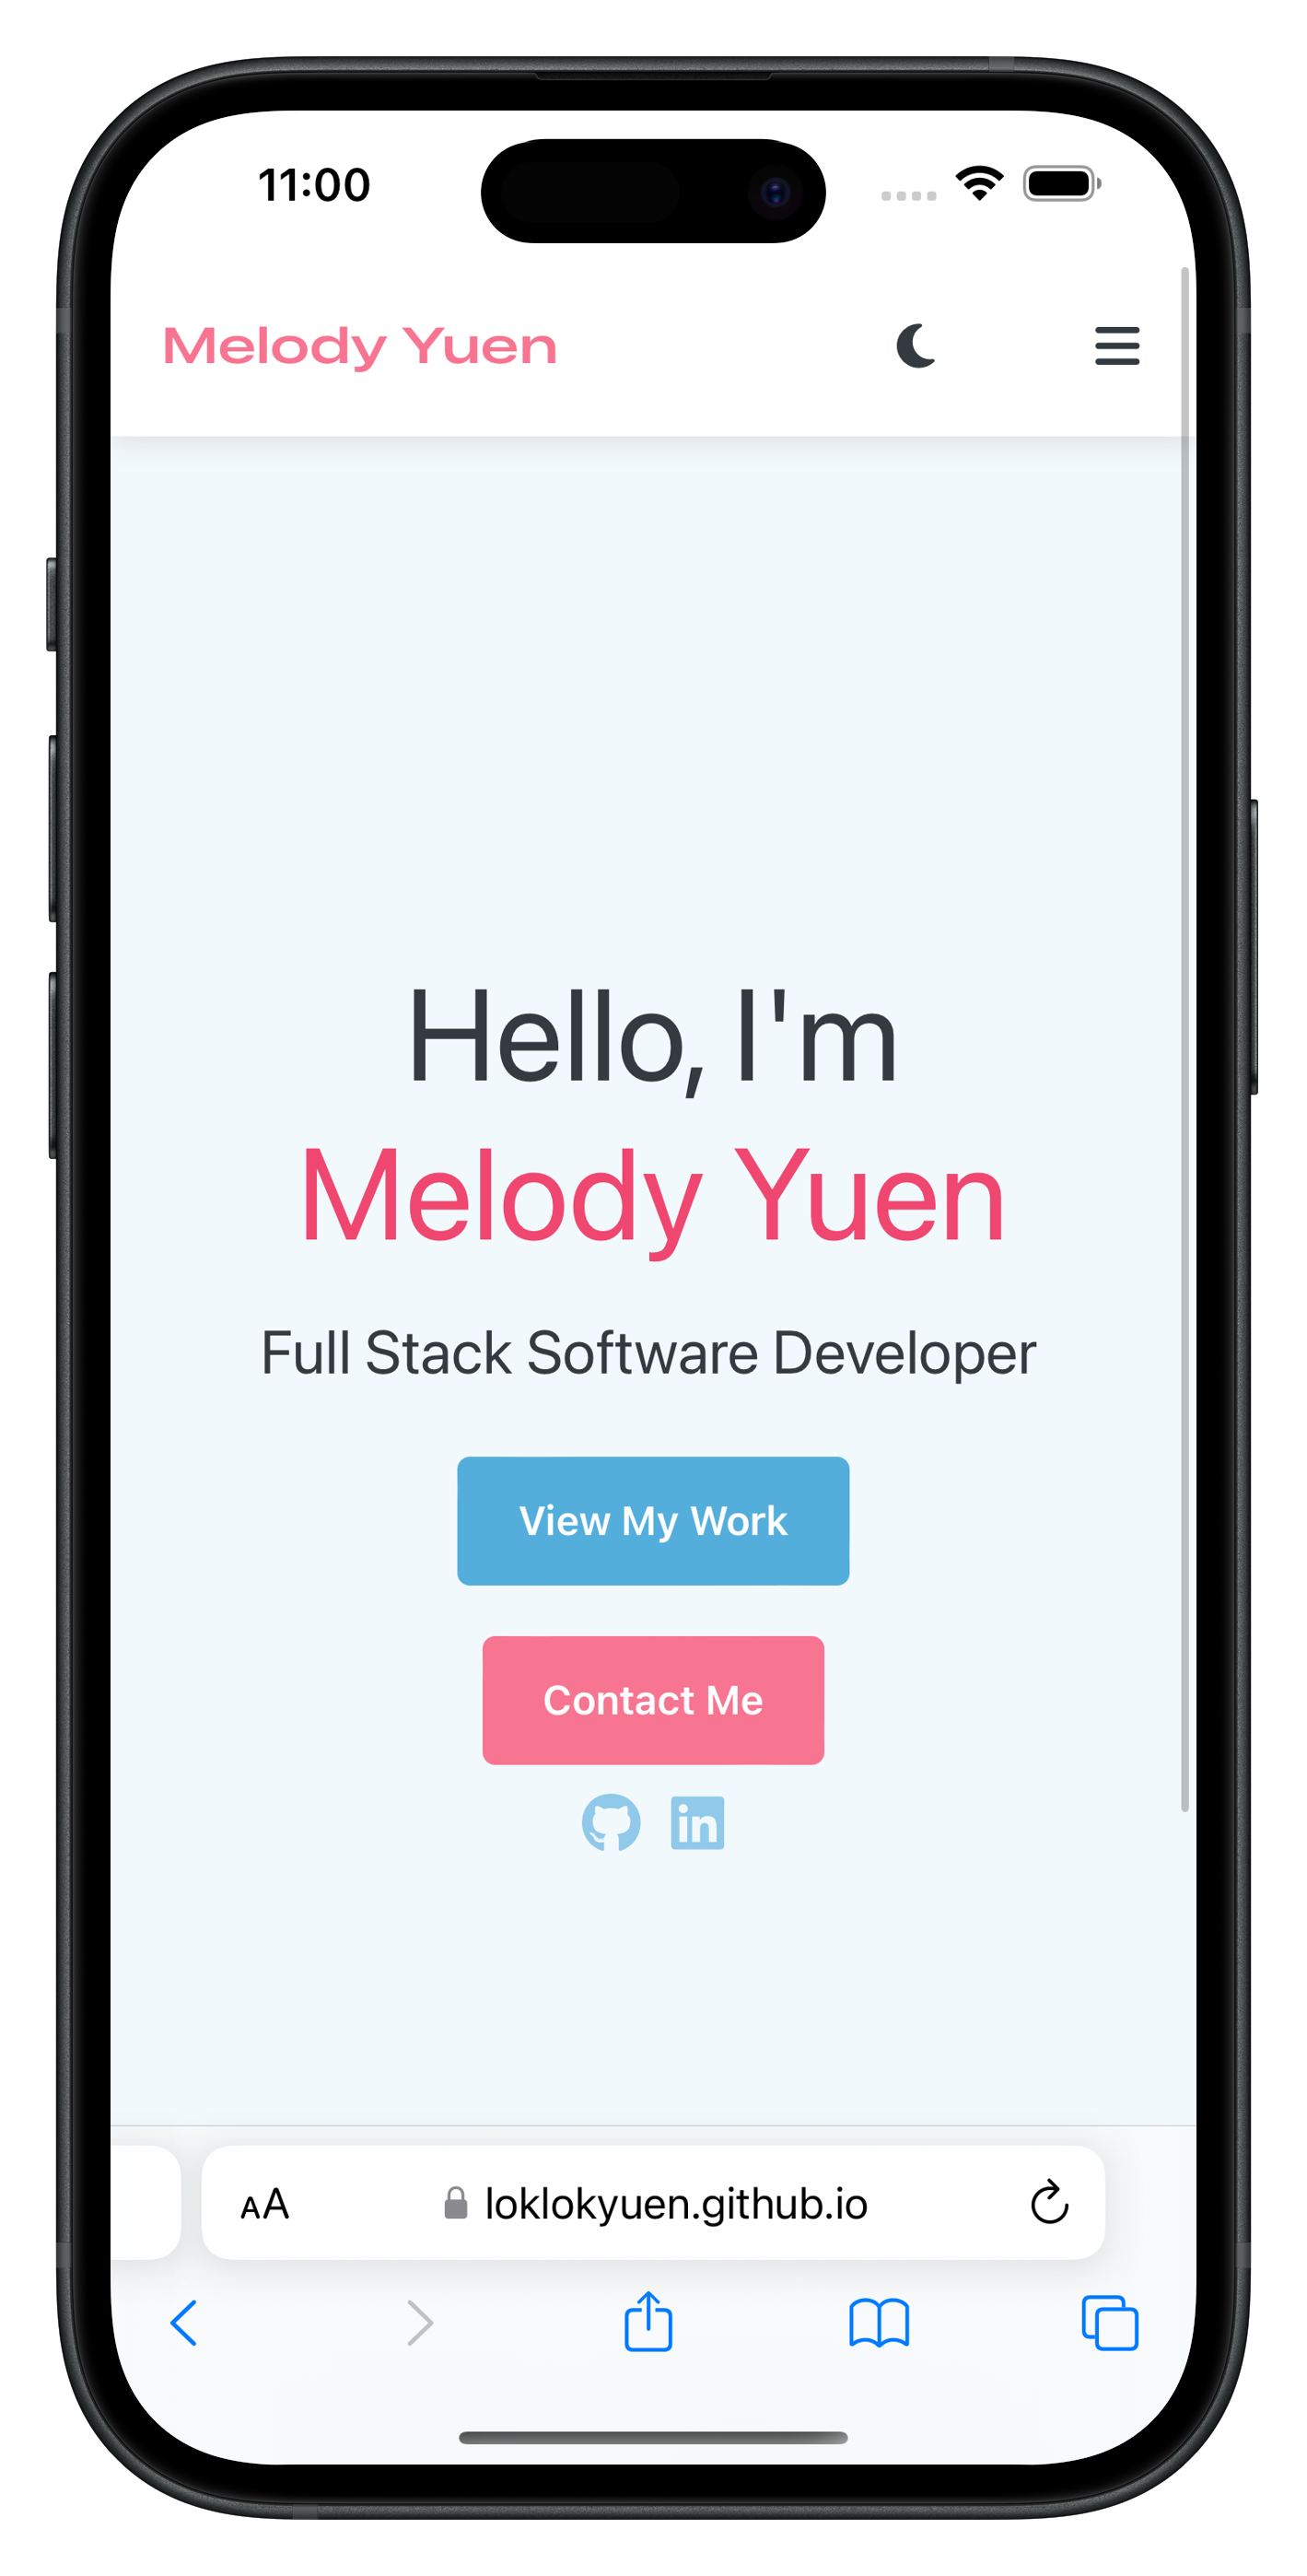 11:00
Melody Yuen
Hello, I'm
Melody Yuen
Full Stack Software Developer
View My Work
Contact Me
in
AA loklokyuen.github.io